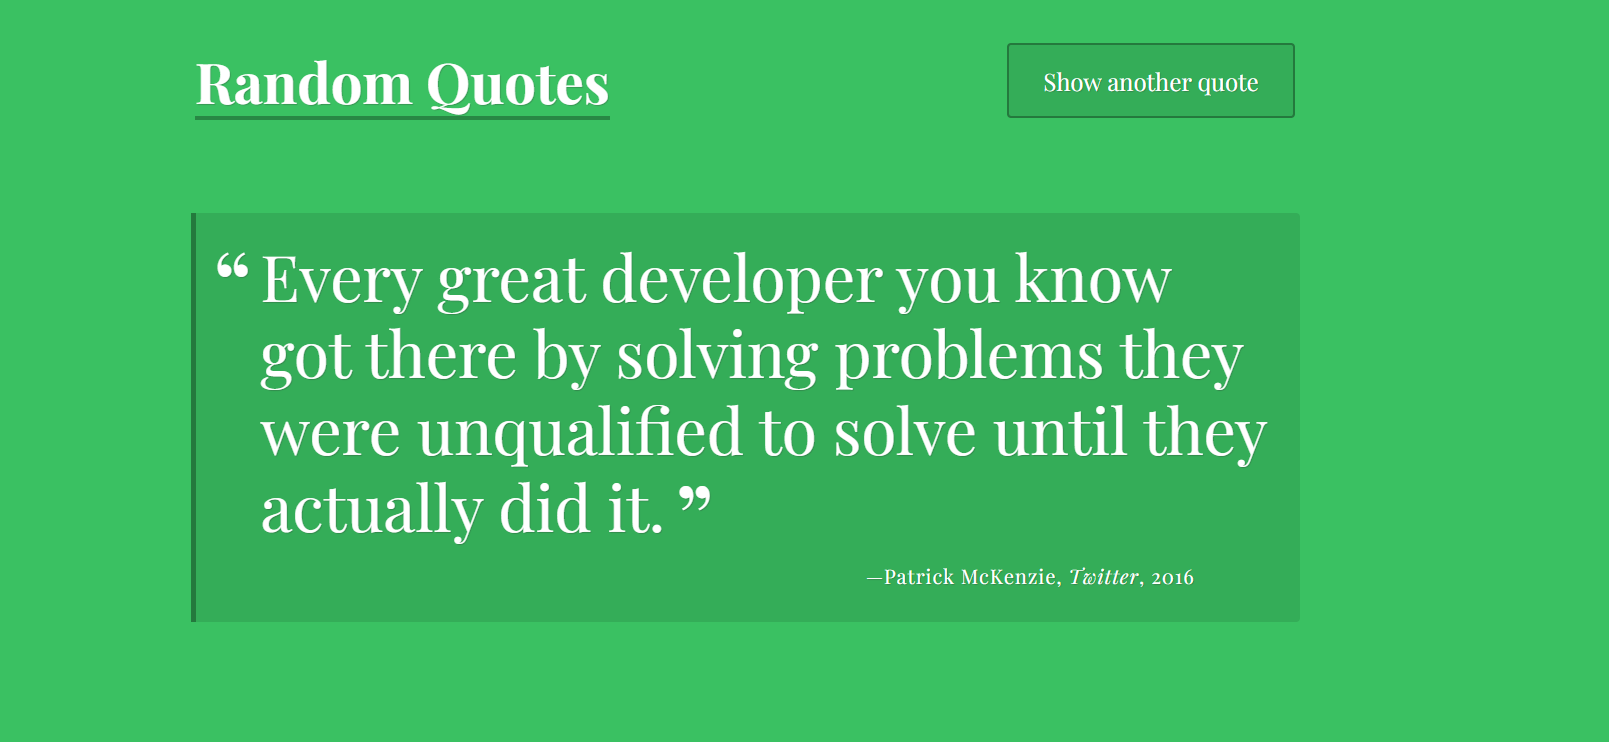 Random Quotes
Show another quote
“Every great developer you know
got there by solving problems they
were unqualified to solve until they
actually did it.”
—Patrick McKenzie, Twitter, 2016